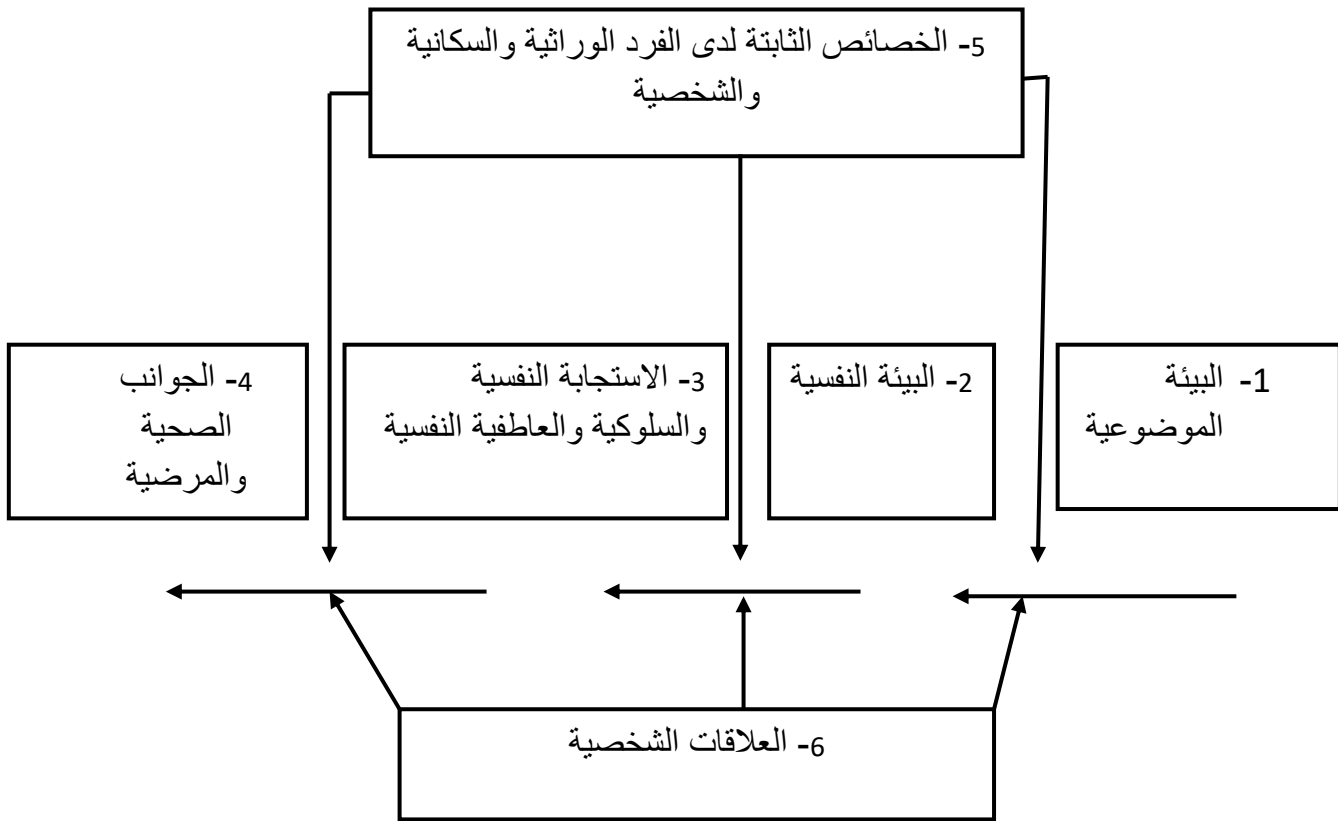 5- الخصائص الثابتة لدى الفرد الوراثية والسكانية
والشخصية
1- البيئة
الموضوعية
2- البيئة النفسية
3- الاستجابة النفسية
والسلوكية والعاطفية النفسية
4- الجوانب
الصحية
والمرضية
6- العلاقات الشخصية